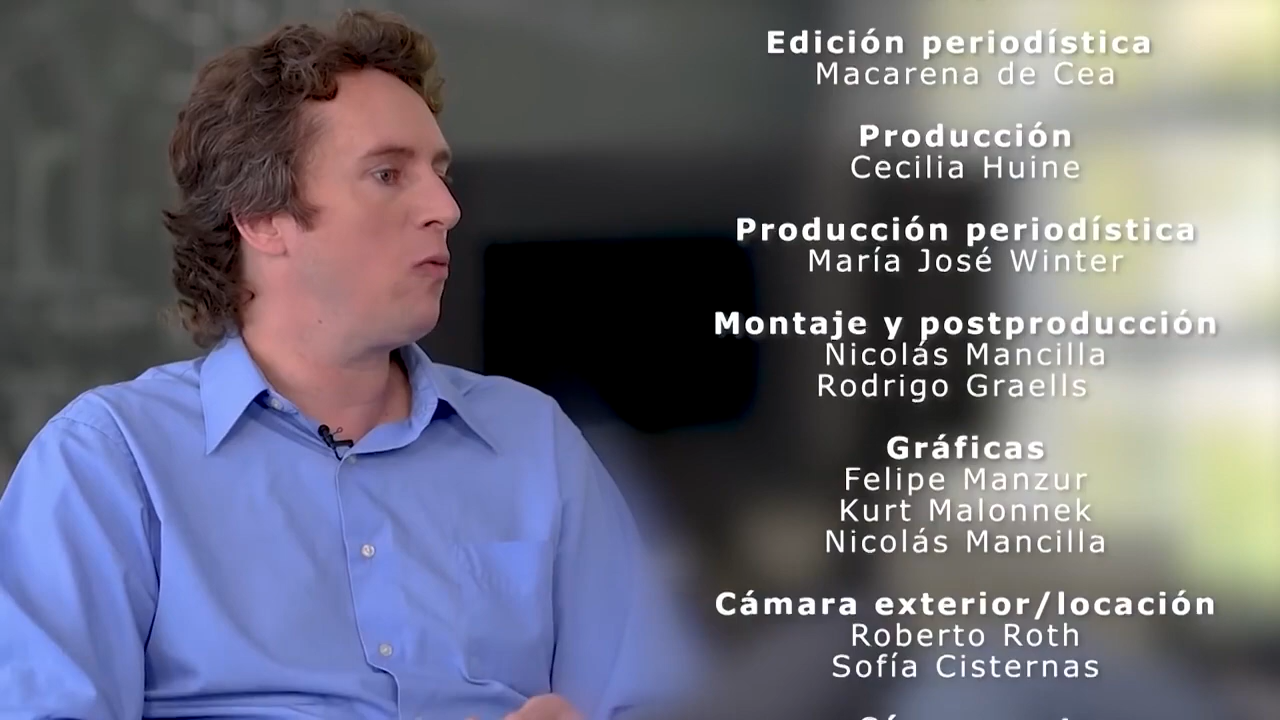 Edición periodística
Macarena de Cea
Producción
Cecilia Huine
Producción periodística
María José Winter
Montaje y postproducción
Nicolás Mancilla
Rodrigo Graells
Gráficas
Felipe Manzur
Kurt Malonnek
Nicolás Mancilla
Cámara exterior/locación
Roberto Roth
Sofía Cisternas